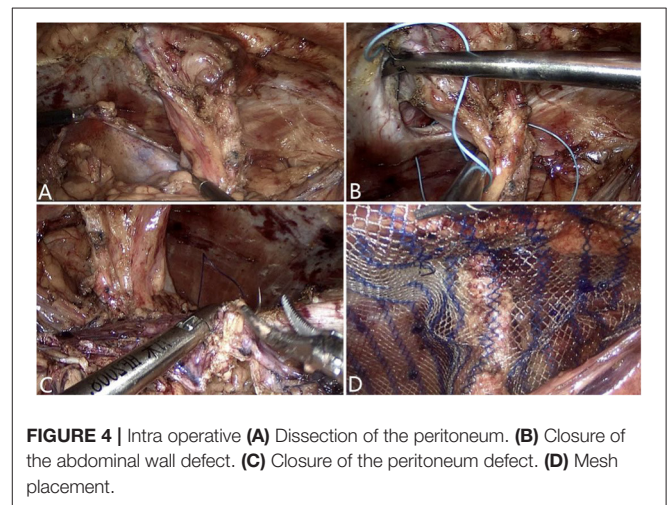 A
B
C
D
FIGURE 4 | Intra operative (A) Dissection of the peritoneum. (B) Closure of
the abdominal wall defect. (C) Closure of the peritoneum defect. (D) Mesh
placement.